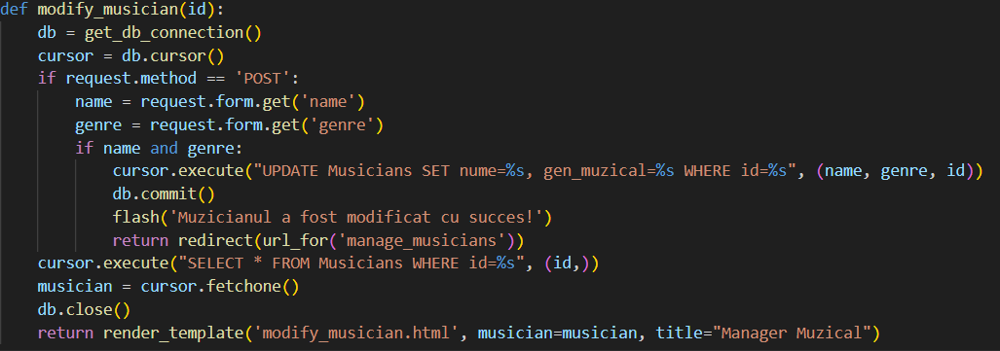 def modify_musician(id):
    db = get_db_connection()
    cursor = db.cursor()
    if request.method == 'POST':
        name = request.form.get('name')
        genre = request.form.get('genre')
        if name and genre:
            cursor.execute("UPDATE Musicians SET nume=%s, gen_muzical=%s WHERE id=%s", (name, genre, id))
            db.commit()
            flash('Muzicianul a fost modificat cu succes!')
            return redirect(url_for('manage_musicians'))
    cursor.execute("SELECT * FROM Musicians WHERE id=%s", (id,))
    musician = cursor.fetchone()
    db.close()
    return render_template('modify_musician.html', musician=musician, title="Manager Muzical")